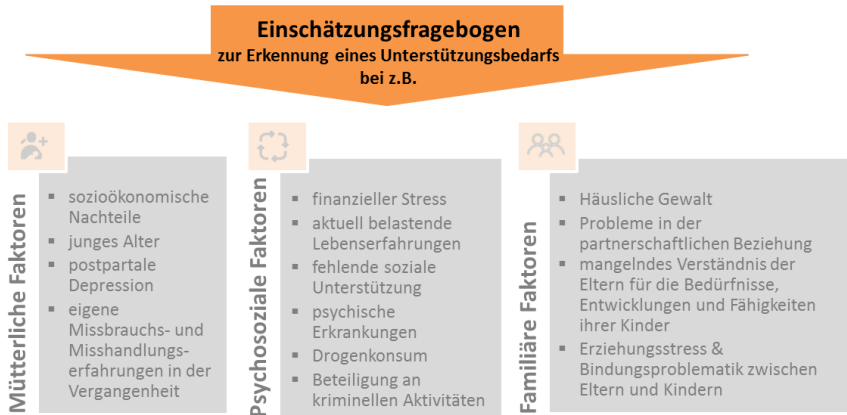 Einschätzungsfragebogen
zur Erkennung eines Unterstützungsbedarfs
bei z.B.
Mütterliche Faktoren
▪ sozioökonomische
Nachteile
▪ junges Alter
▪ postpartale
Depression
▪ eigene
Missbrauchs- und
Misshandlungs-
erfahrungen in der
Vergangenheit
Psychosoziale Faktoren
▪ finanzieller Stress
▪ aktuell belastende
Lebenserfahrungen
▪ fehlende soziale
Unterstützung
▪ psychische
Erkrankungen
▪ Drogenkonsum
▪ Beteiligung an
kriminellen Aktivitäten
Familiäre Faktoren
▪ Häusliche Gewalt
▪ Probleme in der
partnerschaftlichen Beziehung
▪ mangelndes Verständnis der
Eltern für die Bedürfnisse,
Entwicklungen und Fähigkeiten
ihrer Kinder
▪ Erziehungsstress &
Bindungsproblematik zwischen
Eltern und Kindern